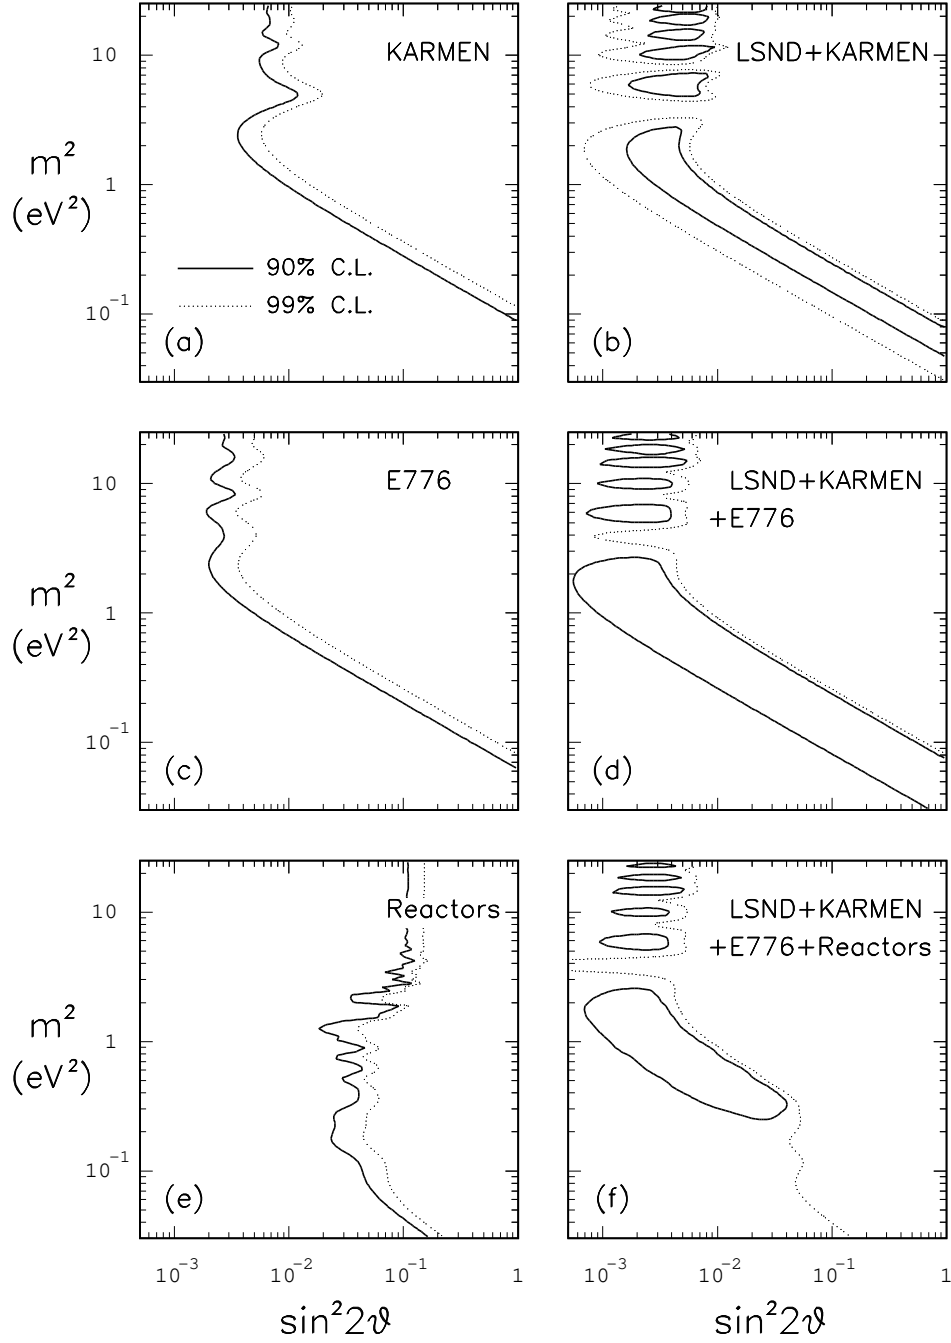 KARMEN
LSND+KARMEN
10
m²
(eV²)
1
90% C.L.
99% C.L.
10⁻¹
(a)
(b)
E776
LSND+KARMEN
+E776
10
m²
(eV²)
1
10⁻¹
(c)
(d)
Reactors
LSND+KARMEN
+E776+Reactors
10
m²
(eV²)
1
10⁻¹
(e)
(f)
10⁻³ 10⁻² 10⁻¹ 1
10⁻³ 10⁻² 10⁻¹ 1
sin²2ϑ
sin²2ϑ